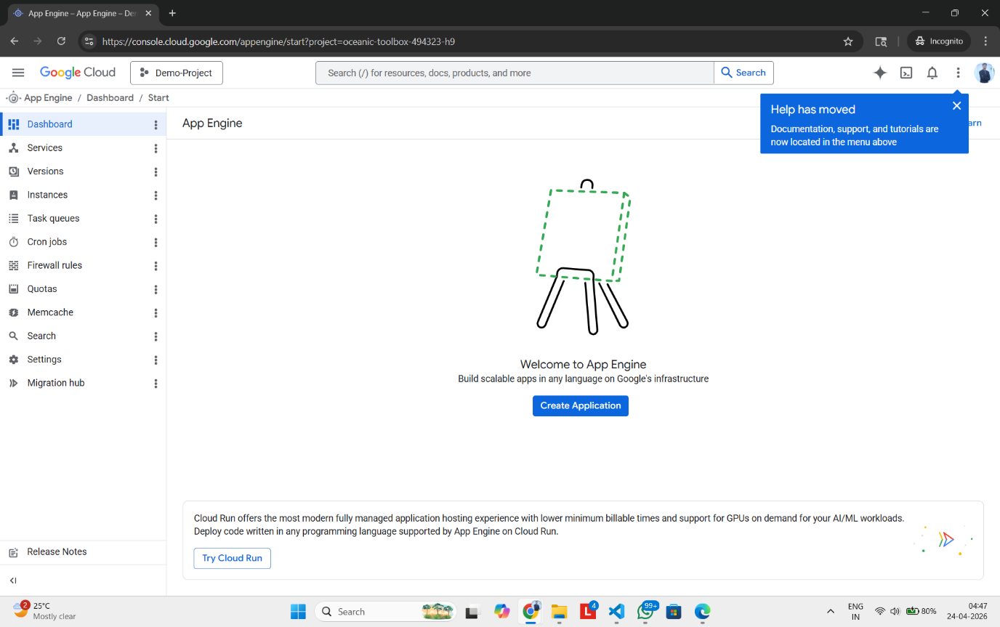 App Engine – App Engine – Der
https://console.cloud.google.com/appengine/start?project=oceanic-toolbox-494323-h9
Incognito
Google Cloud
Demo-Project
Search (/) for resources, docs, products, and more
Search
App Engine / Dashboard / Start
Help has moved
Documentation, support, and tutorials are
now located in the menu above
arn
Dashboard
Services
Versions
Instances
Task queues
Cron jobs
Firewall rules
Quotas
Memcache
Search
Settings
Migration hub
Release Notes
App Engine
Welcome to App Engine
Build scalable apps in any language on Google's infrastructure
Create Application
Cloud Run offers the most modern fully managed application hosting experience with lower minimum billable times and support for GPUs on demand for your AI/ML workloads.
Deploy code written in any programming language supported by App Engine on Cloud Run.
Try Cloud Run
2
25°C
Mostly clear
Search
L
4
99+
ENG
IN
80%
04:47
24-04-2026